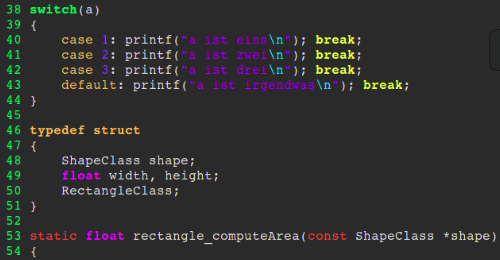 38 switch(a)
39 {
40     case 1: printf("a ist eins\n"); break;
41     case 2: printf("a ist zwei\n"); break;
42     case 3: printf("a ist drei\n"); break;
43     default: printf("a ist irgendwas\n"); break;
44 }
45
46 typedef struct
47 {
48     ShapeClass shape;
49     float width, height;
50     RectangleClass;
51 }
52
53 static float rectangle_computeArea(const ShapeClass *shape)
54 {